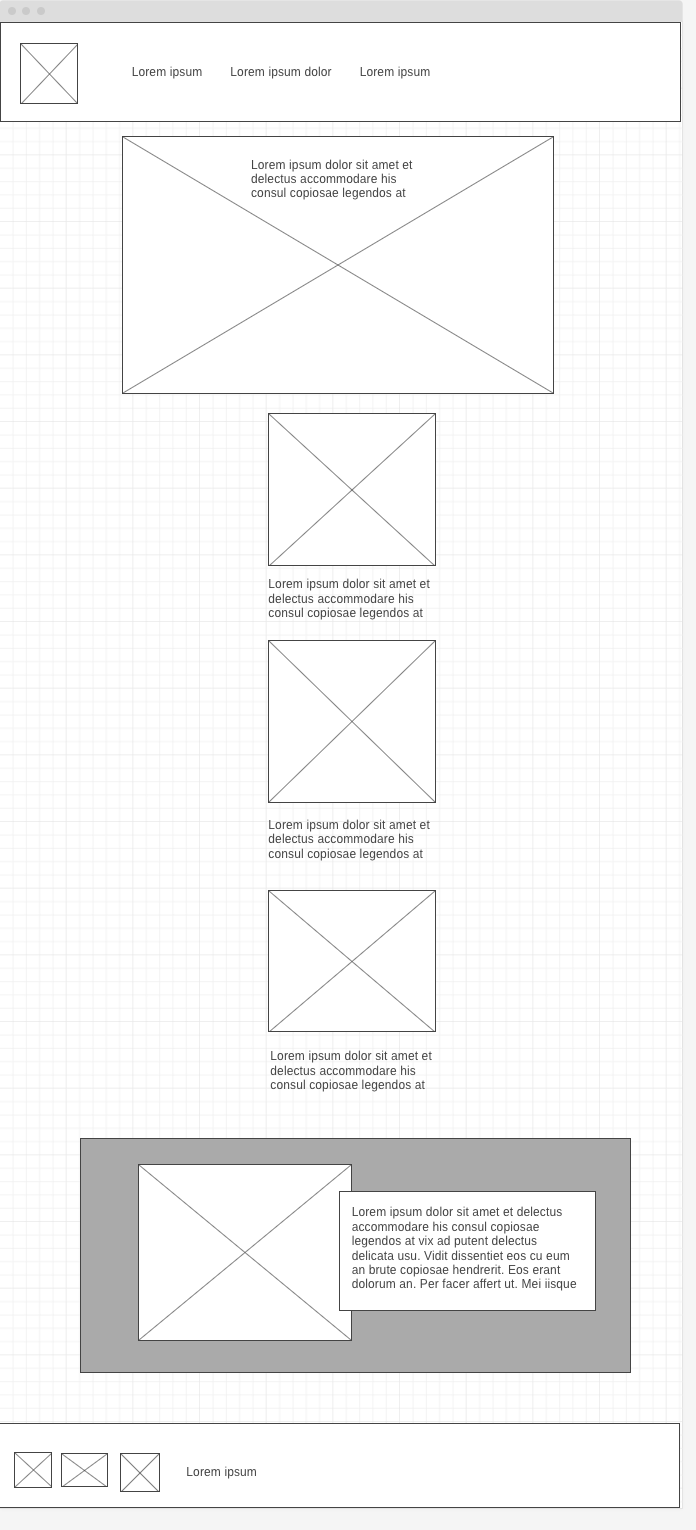 Lorem ipsum Lorem ipsum dolor Lorem ipsum
Lorem ipsum dolor sit amet et
delectus accommodare his
consul copiosae legendos at
Lorem ipsum dolor sit amet et
delectus accommodare his
consul copiosae legendos at
Lorem ipsum dolor sit amet et
delectus accommodare his
consul copiosae legendos at
Lorem ipsum dolor sit amet et
delectus accommodare his
consul copiosae legendos at
Lorem ipsum dolor sit amet et delectus
accommodare his consul copiosae
legendos at vix ad putent delectus
delicata usu. Vidit dissentiet eos cu eum
an brute copiosae hendrerit. Eos erant
dolorum an. Per facer affert ut. Mei iisque
Lorem ipsum